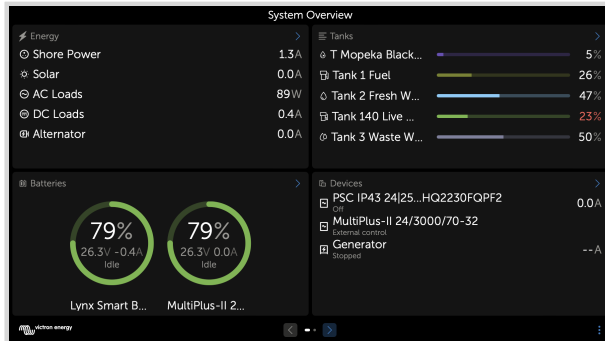 System Overview
Energy
Shore Power 1.3A
Solar 0.0A
AC Loads 89W
DC Loads 0.4A
Alternator 0.0A
Tanks
T Mopeka Black... 5%
Tank 1 Fuel 26%
Tank 2 Fresh W... 47%
Tank 140 Live ... 23%
Tank 3 Waste W... 50%
Batteries
79% 79%
26.3V -0.4A 26.3V 0.0A
Idle Idle
Lynx Smart B... MultiPlus-II 2...
Devices
PSC IP43 24|25...HQ2230FQPF2 0.0A
Off
MultiPlus-II 24/3000/70-32
External control
Generator --A
Stopped
victron energy